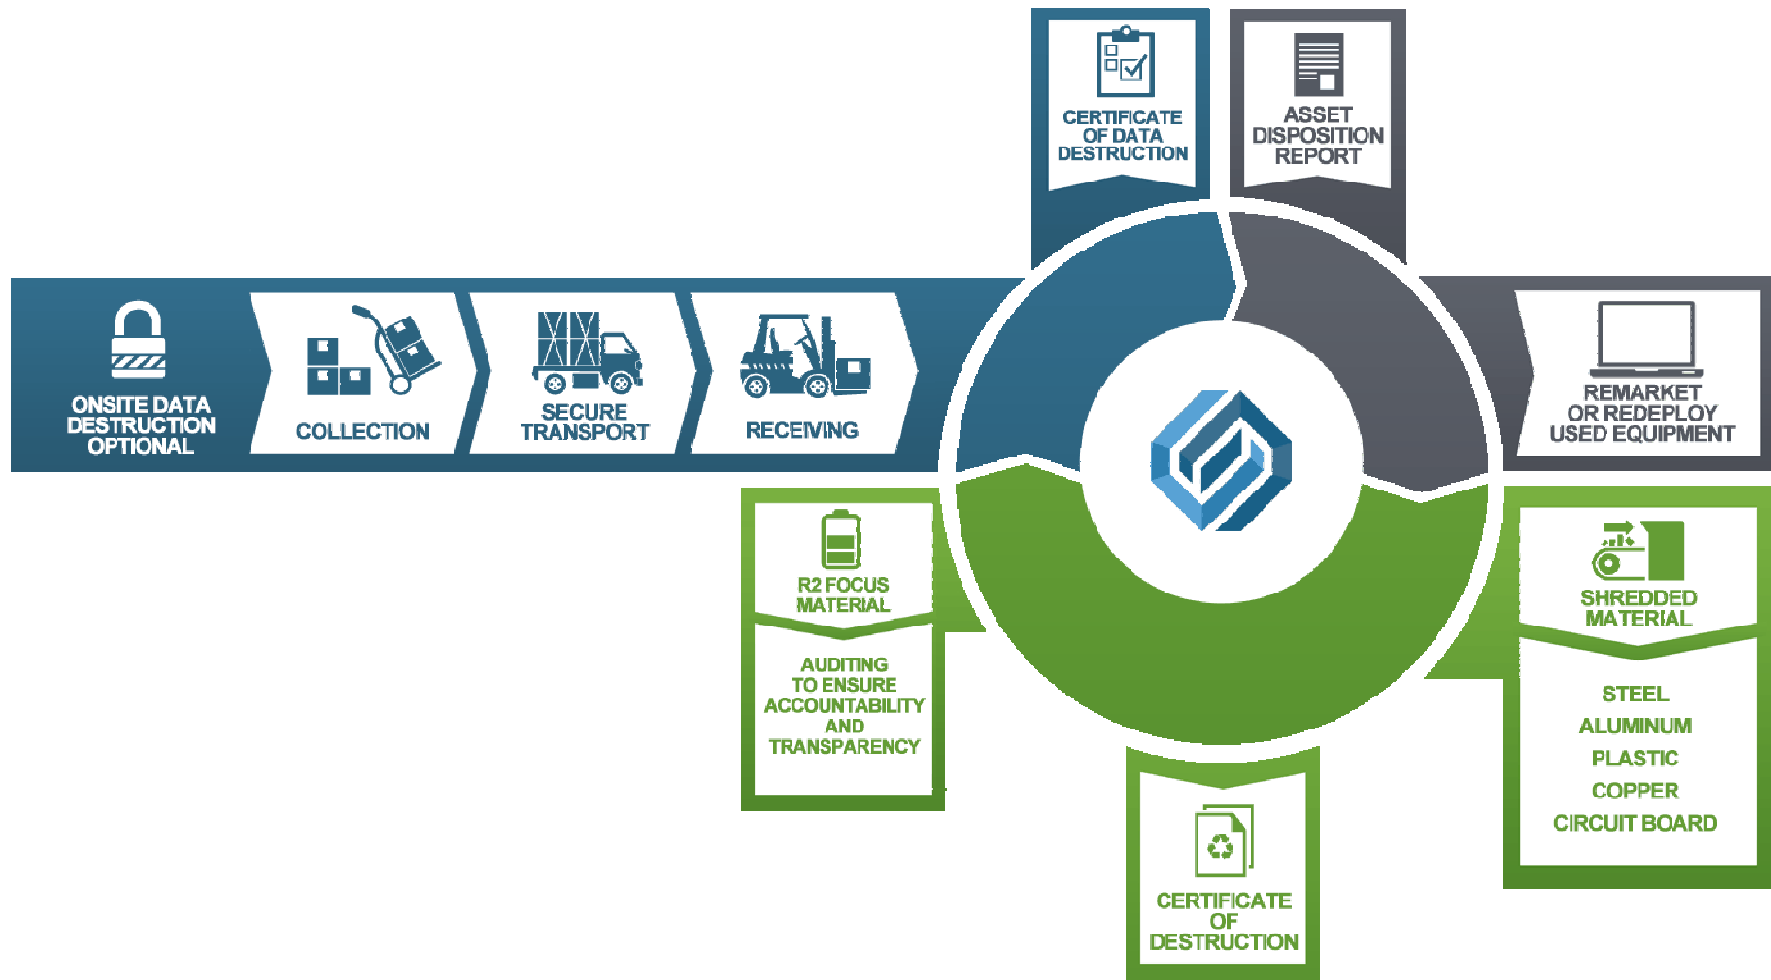 CERTIFICATE
OF DATA
DESTRUCTION
ASSET
DISPOSITION
REPORT
ONSITE DATA
DESTRUCTION
OPTIONAL
COLLECTION
SECURE
TRANSPORT
RECEIVING
REMARKET
OR REDEPLOY
USED EQUIPMENT
R2 FOCUS
MATERIAL
AUDITING
TO ENSURE
ACCOUNTABILITY
AND
TRANSPARENCY
SHREDDED
MATERIAL
STEEL
ALUMINUM
PLASTIC
COPPER
CIRCUIT BOARD
CERTIFICATE
OF
DESTRUCTION